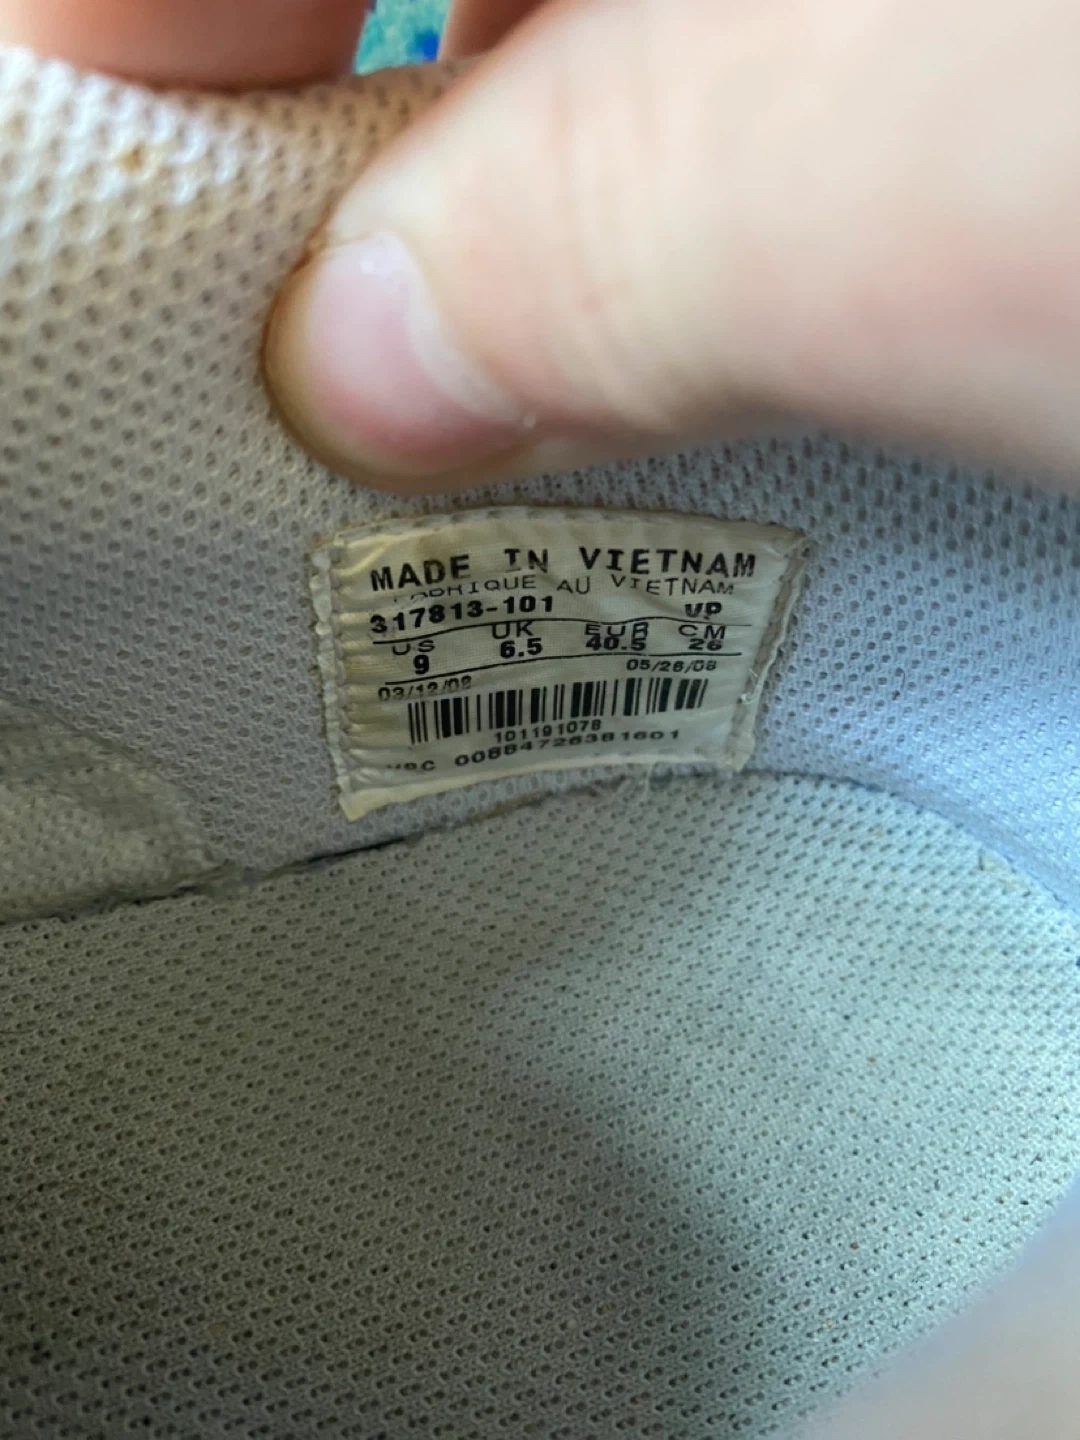 MADE IN VIETNAM
FABRIQUE AU VIETNAM
317813-101 VP
US UK EUR CM
9 6.5 40.5 26
03/12/08 05/26/08
101191078
UPC 00884726381601